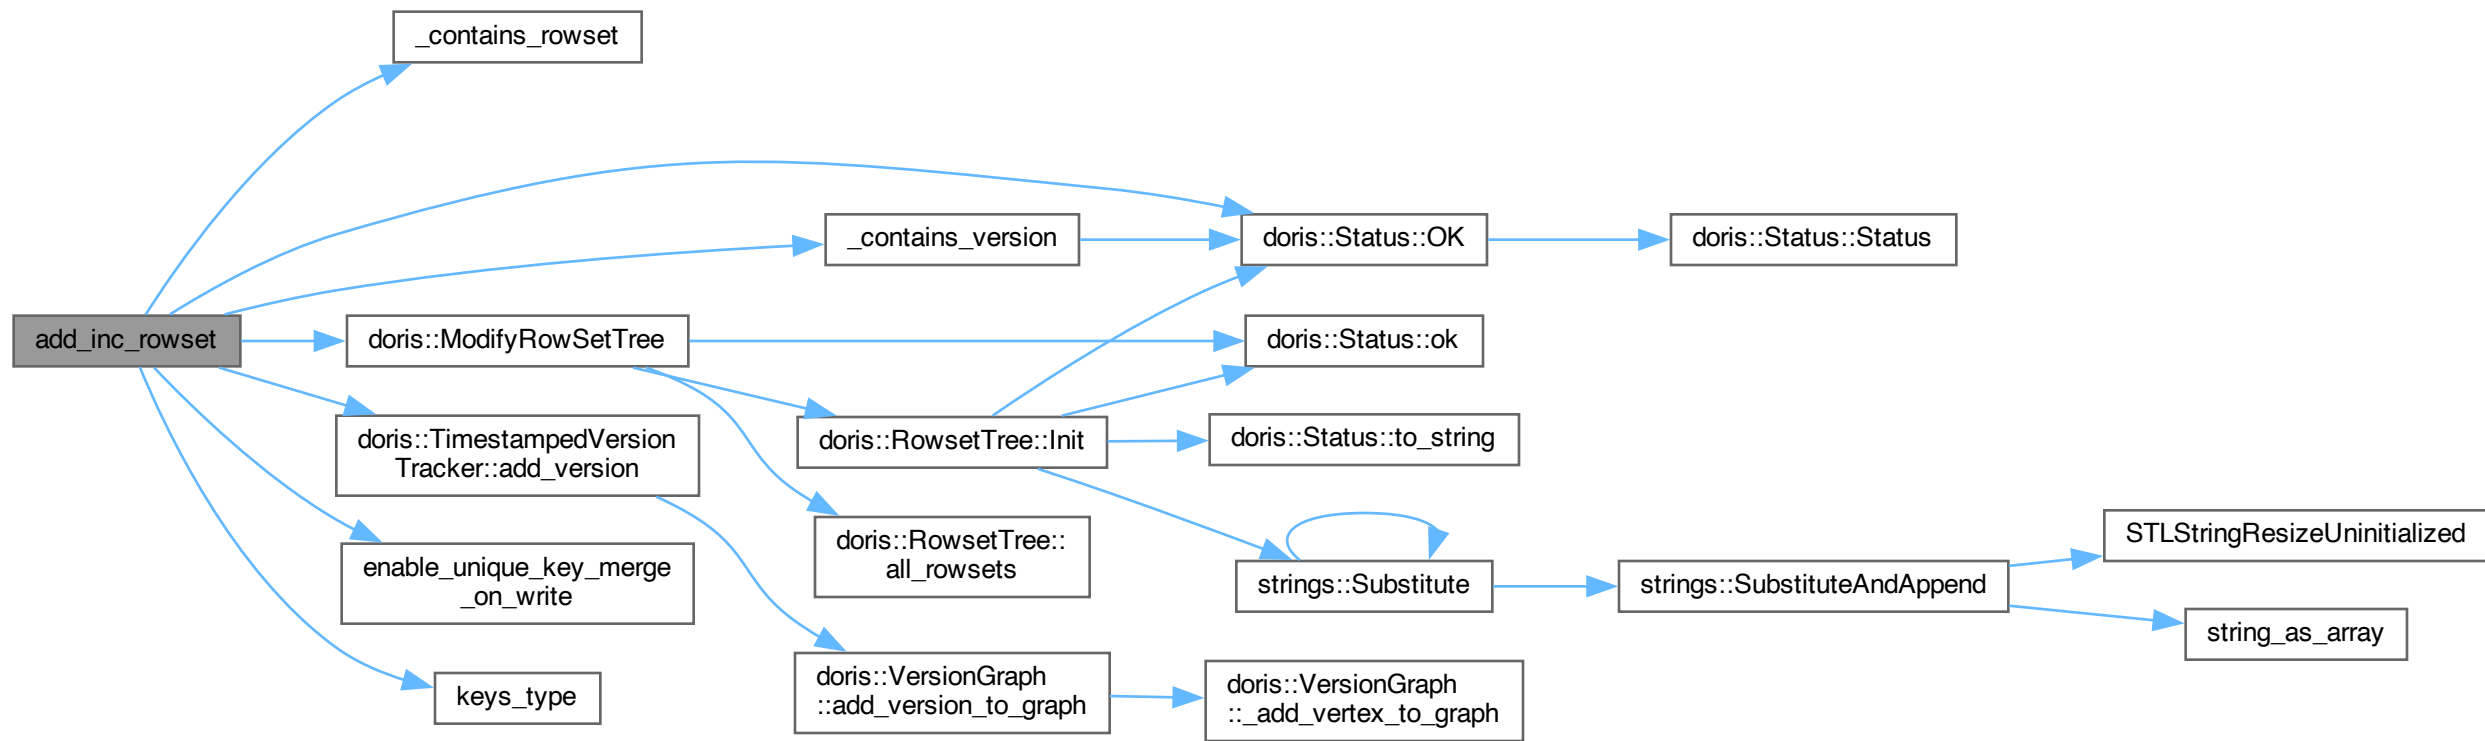 _contains_rowset
_contains_version
doris::Status::OK
doris::Status::Status
add_inc_rowset
doris::ModifyRowSetTree
doris::Status::ok
doris::TimestampedVersion
Tracker::add_version
doris::RowsetTree::Init
doris::Status::to_string
enable_unique_key_merge
_on_write
doris::RowsetTree::
all_rowsets
strings::Substitute
strings::SubstituteAndAppend
STLStringResizeUninitialized
string_as_array
keys_type
doris::VersionGraph
::add_version_to_graph
doris::VersionGraph
::_add_vertex_to_graph